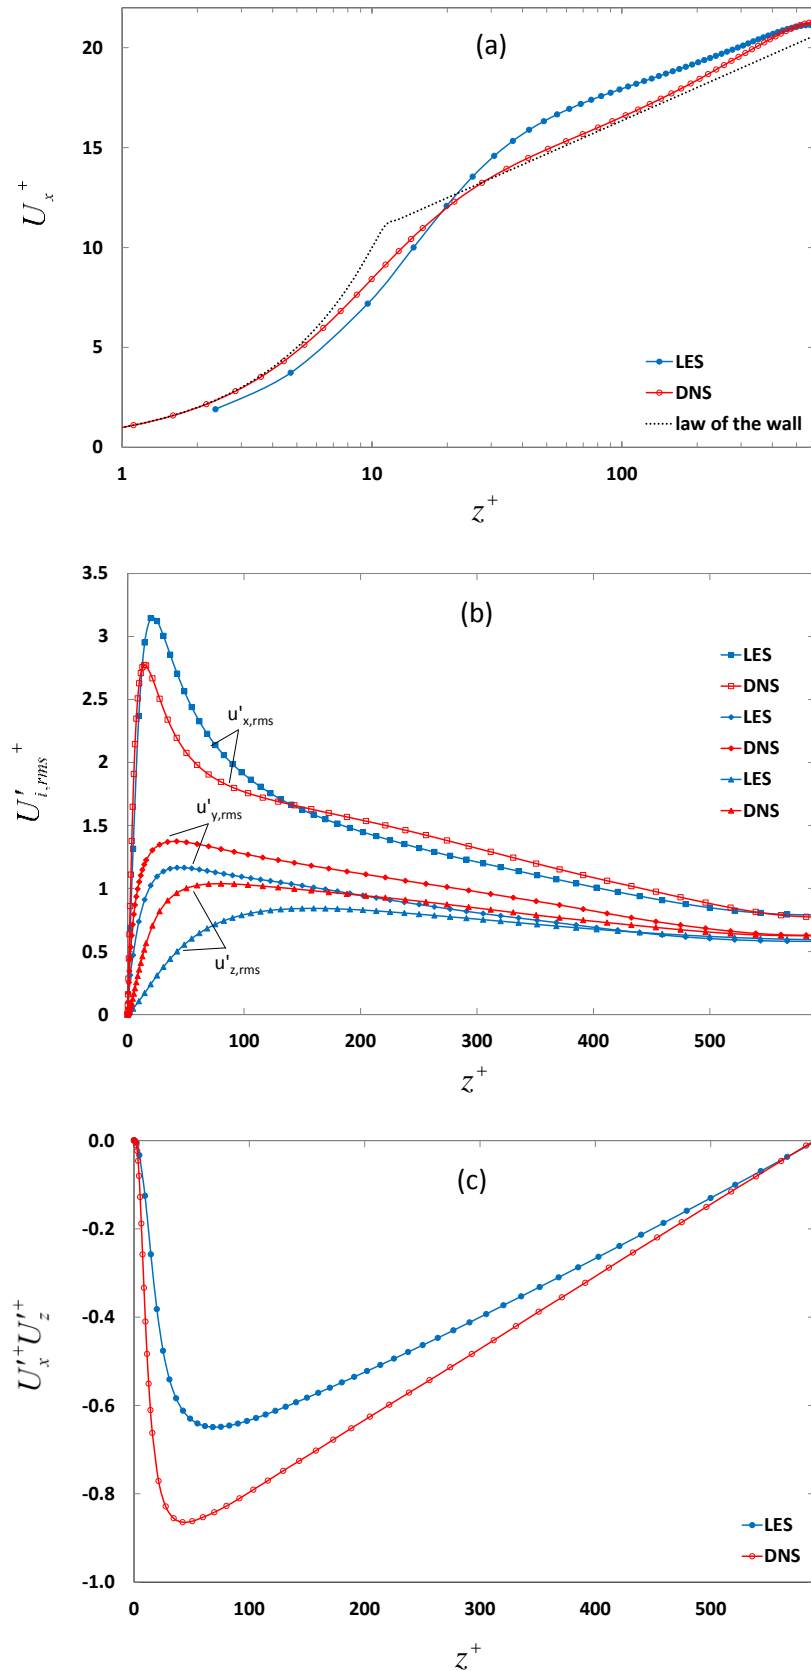 (a)
20
15
10
5
0
U_x^+
1
10
100
z^+
LES
DNS
law of the wall
(b)
3.5
3
2.5
2
1.5
1
0.5
0
U'_{i,rms}^+
LES
DNS
LES
DNS
LES
DNS
u'_{x,rms}
u'_{y,rms}
u'_{z,rms}
0
100
200
300
400
500
z^+
(c)
0.0
-0.2
-0.4
-0.6
-0.8
-1.0
U'^+_x U'^+_z
LES
DNS
0
100
200
300
400
500
z^+